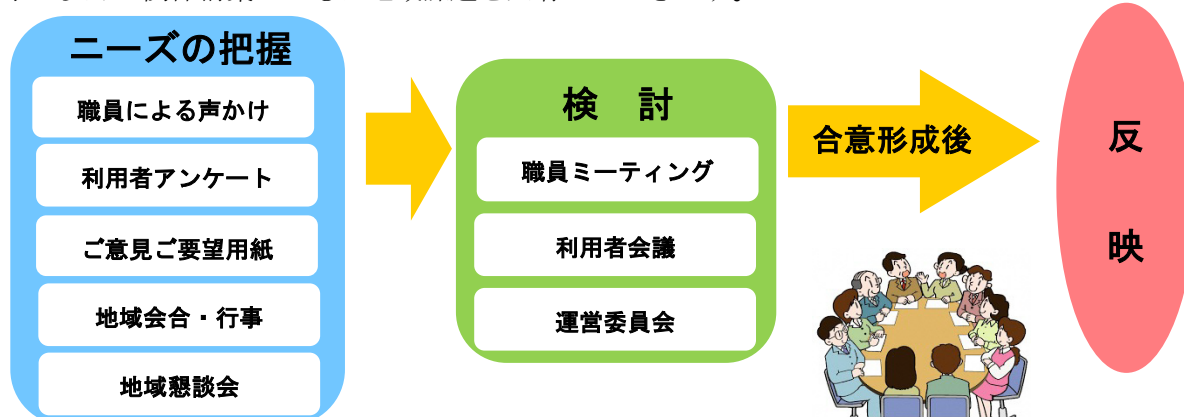 ニーズの把握
職員による声かけ
利用者アンケート
ご意見ご要望用紙
地域会合・行事
地域懇談会
検 討
職員ミーティング
利用者会議
運営委員会
合意形成後
反
映